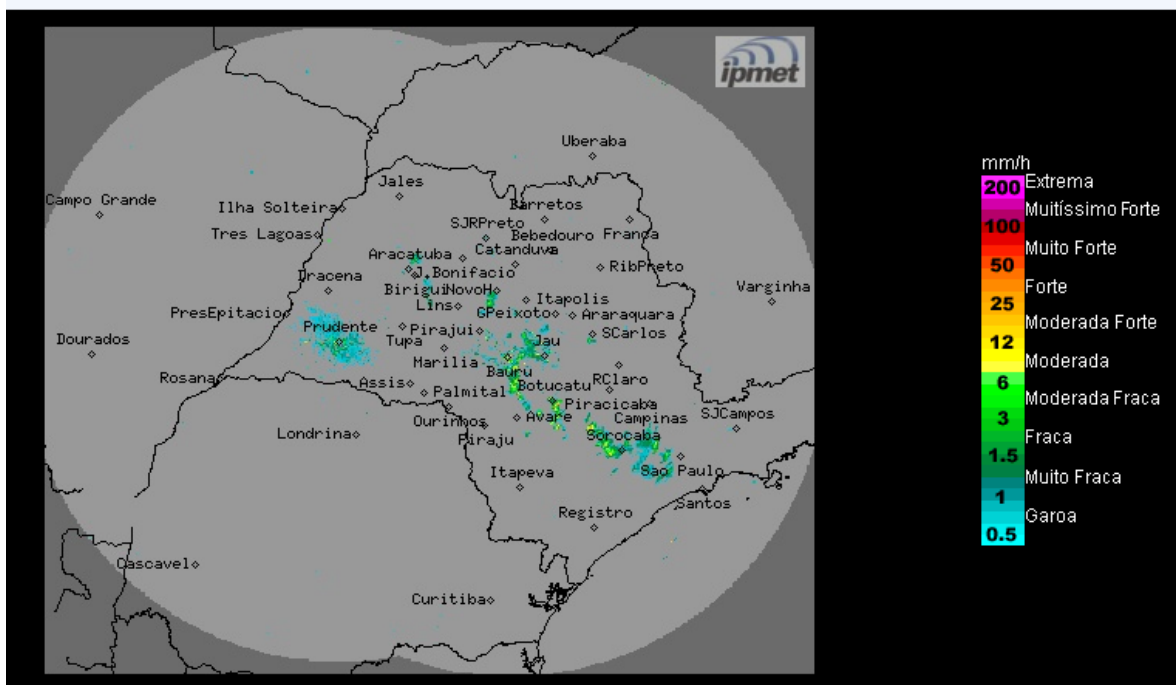 ipmet
Uberaba
Jales
Campo Grande
Ilha Solteira
Barretos
SJRPreto
Tres Lagoas
Bebedouro
Franca
Aracatuba
Catanduva
Dracena
J.Bonifacio
RibPreto
Birigui
NovoH
Itapolis
Varginha
Lins
PresEpitacio
GPeixoto
Araraquara
Prudente
Tupa
Pirajui
SCarlos
Dourados
Jau
Marilia
Bauru
Rosana
Assis
Botucatu
RClaro
Palmital
Piracicaba
Ourinhos
Avare
Campinas
SJCampos
Londrina
Piraju
Sorocaba
Itapeva
Sao Paulo
Santos
Registro
Cascavel
Curitiba
mm/h
200 Extrema
Muitíssimo Forte
100
Muito Forte
50
Forte
25
Moderada Forte
12
Moderada
6
Moderada Fraca
3
Fraca
1.5
Muito Fraca
1
Garoa
0.5